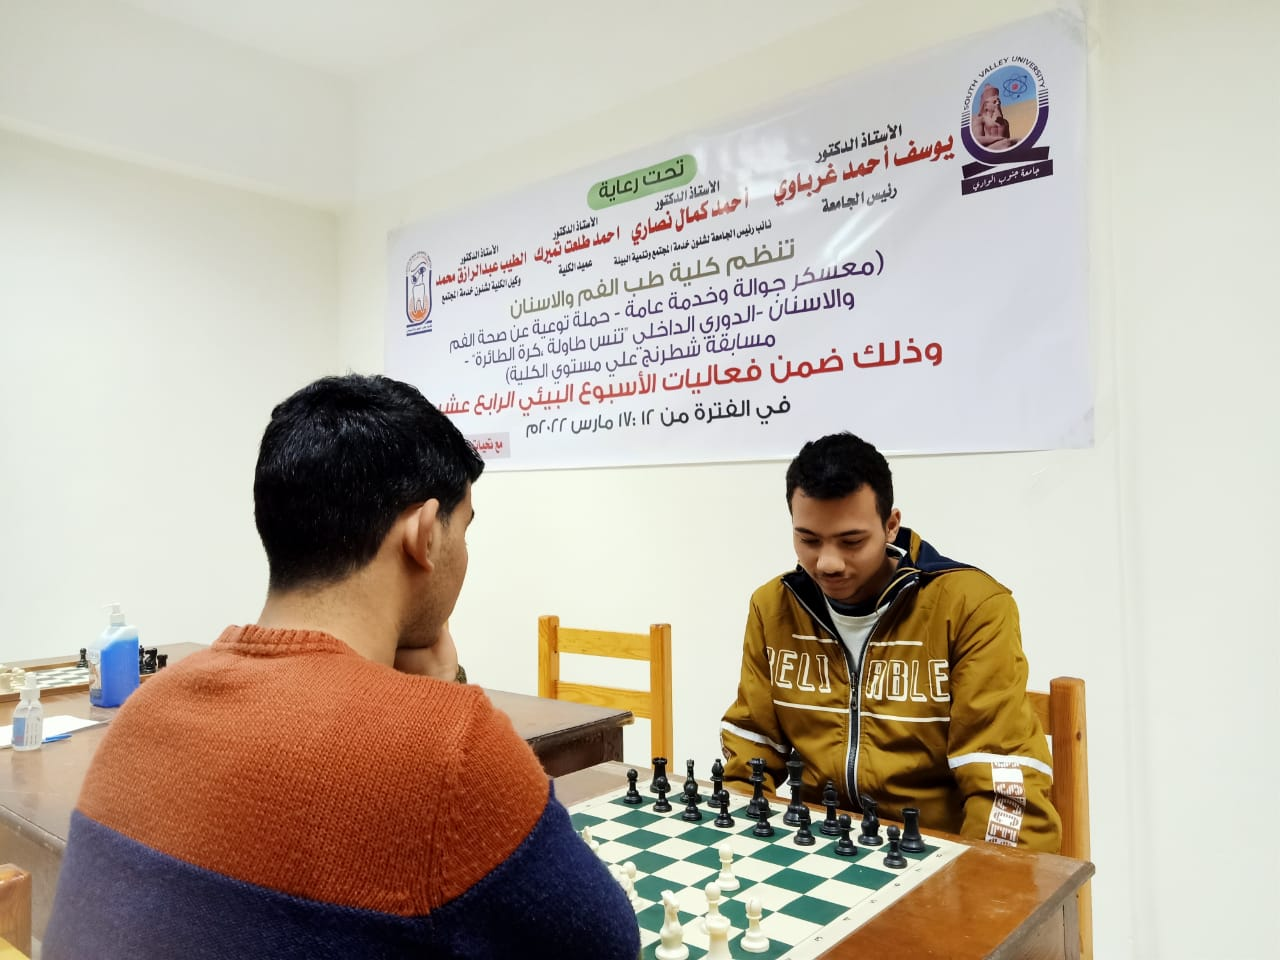 SOUTH VALLEY UNIVERSITY
جامعة جنوب الوادي
تحت رعاية
الأستاذ الدكتور
يوسف أحمد غرباوي
رئيس الجامعة
الأستاذ الدكتور
أحمد كمال نصاري
نائب رئيس الجامعة لشئون خدمة المجتمع وتنمية البيئة
الأستاذ الدكتور
احمد طلعت تميرك
عميد الكلية
الأستاذ الدكتور
الطيب عبدالرازق محمد
وكيل الكلية لشئون خدمة المجتمع
تنظم كلية طب الفم والاسنان
(معسكر جوالة وخدمة عامة - حملة توعية عن صحة الفم
والاسنان -الدوري الداخلي "تنس طاولة ،كرة الطائرة" -
مسابقة شطرنج علي مستوي الكلية)
وذلك ضمن فعاليات الأسبوع البيئي الرابع عشر
في الفترة من ١٢ :١٧ مارس ٢٠٢٢م
مع تحيات
RELIABLE